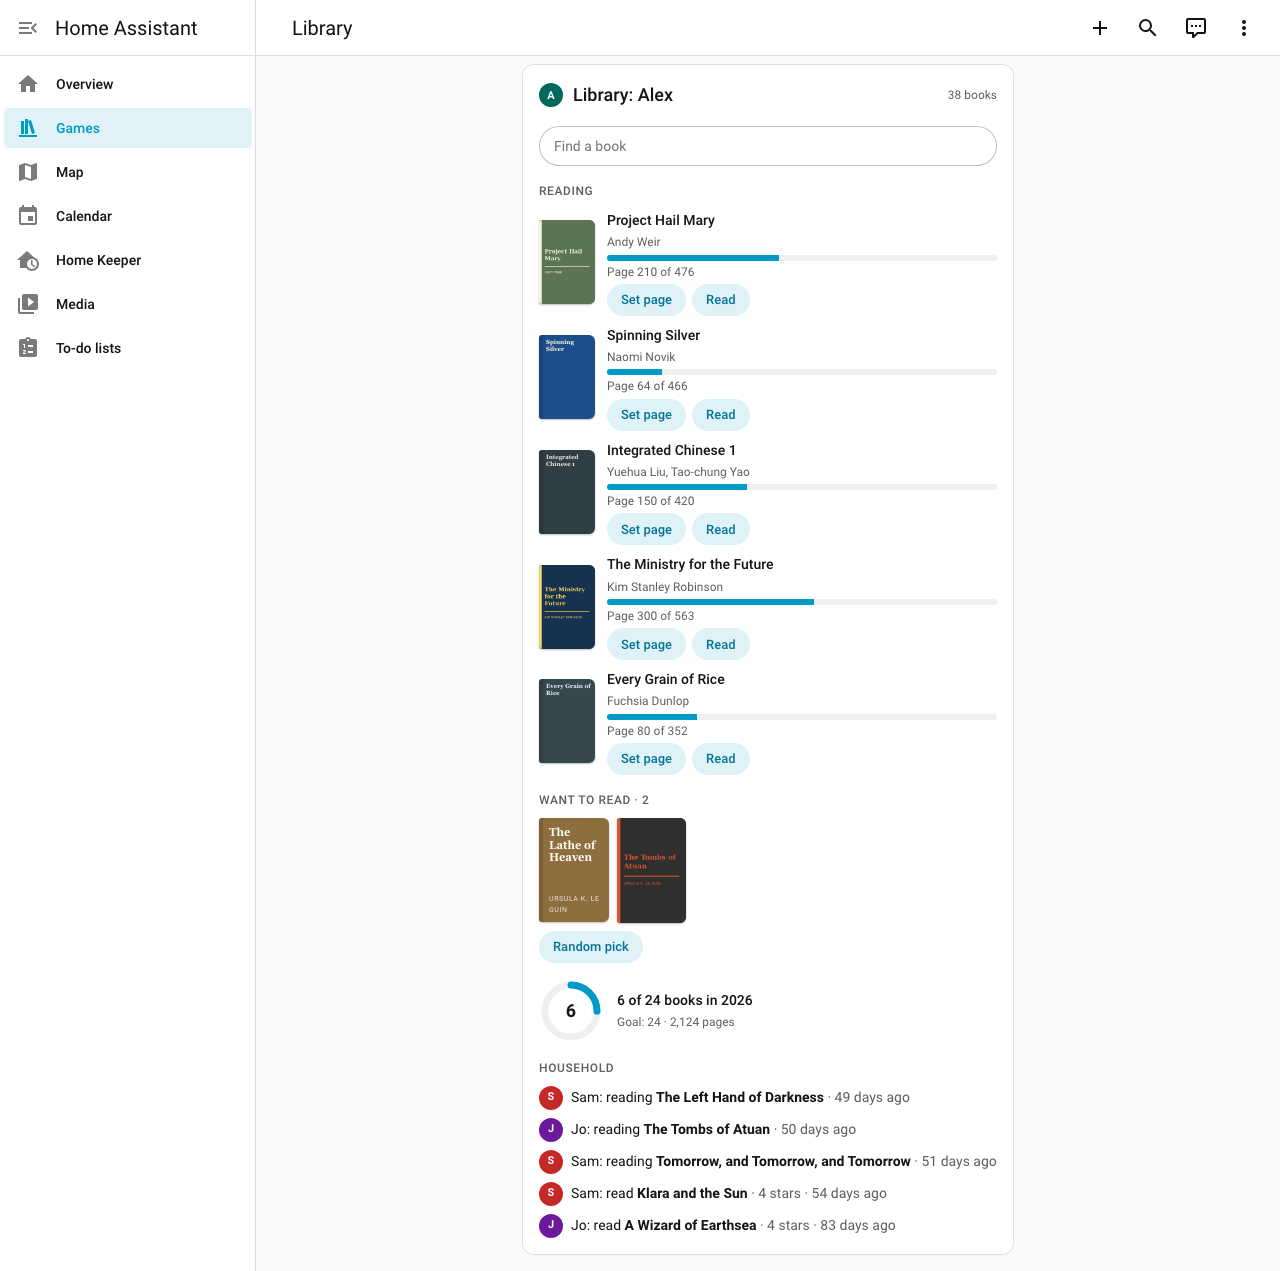 Home Assistant
Library
Overview
Games
Map
Calendar
Home Keeper
Media
To-do lists
A
Library: Alex
38 books
Find a book
READING
Project Hail
Mary
ANDY WEIR
Project Hail Mary
Andy Weir
Page 210 of 476
Set page
Read
Spinning
Silver
Spinning Silver
Naomi Novik
Page 64 of 466
Set page
Read
Integrated
Chinese 1
Integrated Chinese 1
Yuehua Liu, Tao-chung Yao
Page 150 of 420
Set page
Read
The Ministry
for the
Future
KIM STANLEY ROBINSON
The Ministry for the Future
Kim Stanley Robinson
Page 300 of 563
Set page
Read
Every Grain of
Rice
Every Grain of Rice
Fuchsia Dunlop
Page 80 of 352
Set page
Read
WANT TO READ · 2
The
Lathe of
Heaven
URSULA K. LE
GUIN
The Tombs of
Atuan
URSULA K. LE GUIN
Random pick
6
6 of 24 books in 2026
Goal: 24 · 2,124 pages
HOUSEHOLD
S
Sam: reading The Left Hand of Darkness · 49 days ago
J
Jo: reading The Tombs of Atuan · 50 days ago
S
Sam: reading Tomorrow, and Tomorrow, and Tomorrow · 51 days ago
S
Sam: read Klara and the Sun · 4 stars · 54 days ago
J
Jo: read A Wizard of Earthsea · 4 stars · 83 days ago